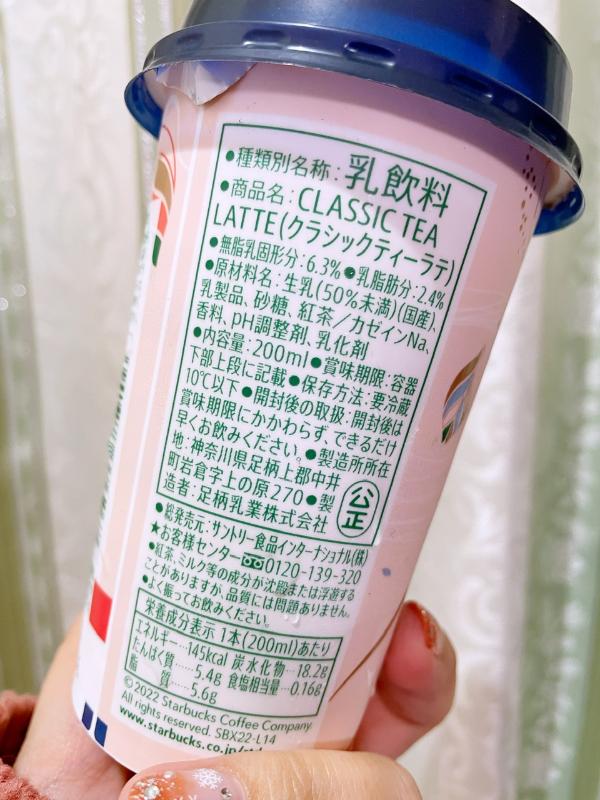 ●種類別名称：乳飲料
●商品名：CLASSIC TEA
LATTE(クラシックティーラテ)
●無脂乳固形分：6.3%●乳脂肪分：2.4%
●原材料名：生乳(50%未満)(国産)、
乳製品、砂糖、紅茶／カゼインNa、
香料、pH調整剤、乳化剤
●内容量：200ml●賞味期限：容器
下部上段に記載●保存方法：要冷蔵
10℃以下●開封後の取扱：開封後は
賞味期限にかかわらず、できるだけ
早くお飲みください。●製造所所在
地：神奈川県足柄上郡中井
町岩倉字上の原270●製
造者：足柄乳業株式会社
公正
●総発売元：サントリー食品インターナショナル(株)
★お客様センター 0120-139-320
●紅茶、ミルク等の成分が沈殿または浮遊する
ことがありますが、品質には問題ありません。
●よく振ってお飲みください。
栄養成分表示 1本(200ml)あたり
エネルギー…145kcal 炭水化物…18.2g
たんぱく質……5.4g 食塩相当量…0.16g
脂　質……5.6g
©2022 Starbucks Coffee Company.
All rights reserved. SBX22-L14
www.starbucks.co.jp